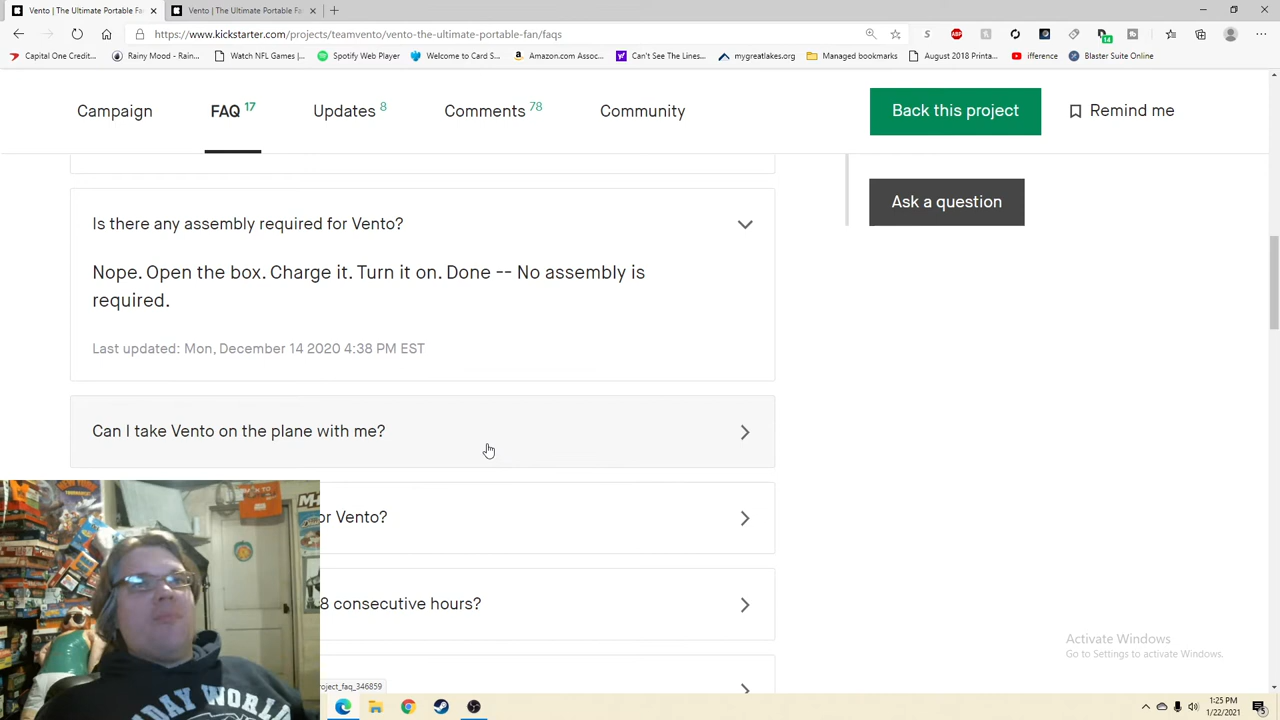 Vento | The Ultimate Portable Fa
Vento | The Ultimate Portable Fan
https://www.kickstarter.com/projects/teamvento/vento-the-ultimate-portable-fan/faqs
Capital One Credit...
Rainy Mood - Rain...
Watch NFL Games |...
Spotify Web Player
Welcome to Card S...
Amazon.com Assoc...
Can't See The Lines...
mygreatlakes.org
Managed bookmarks
August 2018 Printa...
ifference
Blaster Suite Online
Campaign
FAQ 17
Updates 8
Comments 78
Community
Back this project
Remind me
Ask a question
Is there any assembly required for Vento?
Nope. Open the box. Charge it. Turn it on. Done -- No assembly is
required.
Last updated: Mon, December 14 2020 4:38 PM EST
Can I take Vento on the plane with me?
or Vento?
8 consecutive hours?
roject_faq_346859
Activate Windows
Go to Settings to activate Windows.
1:25 PM
1/22/2021